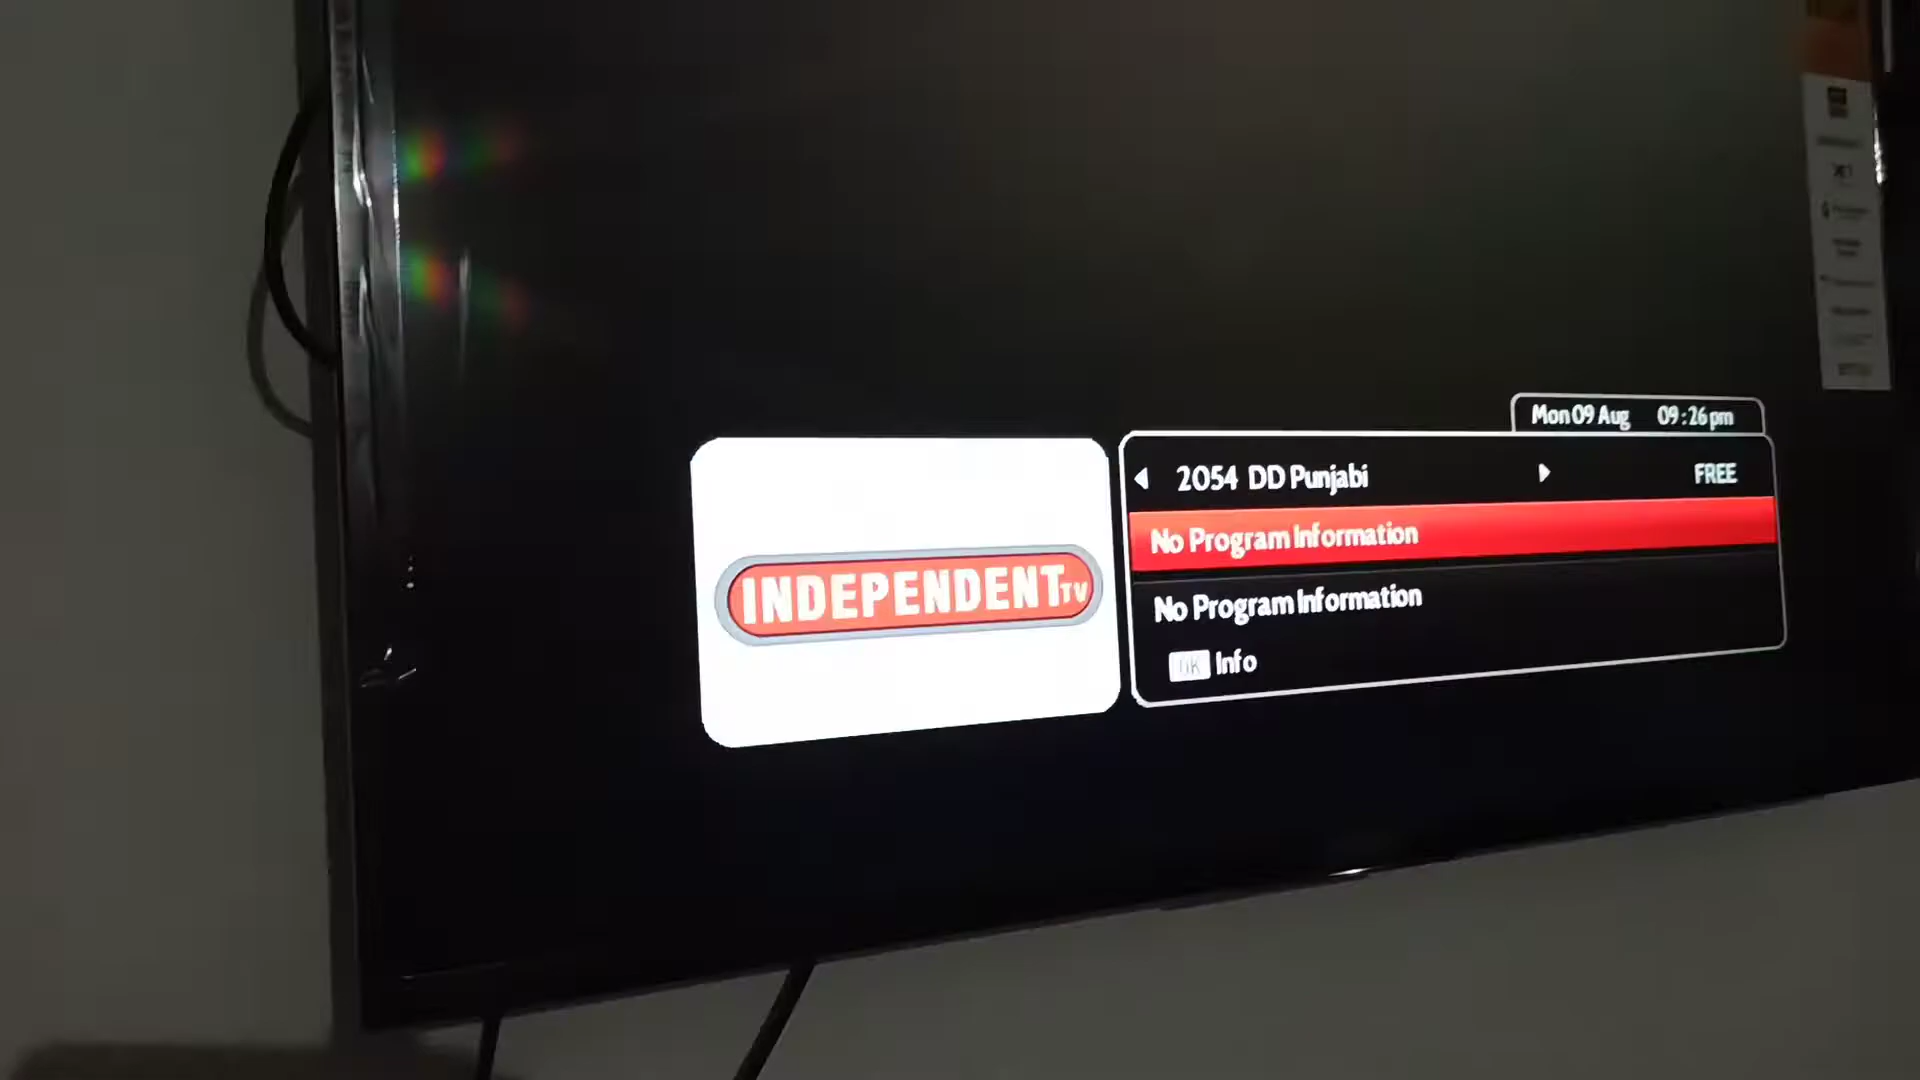 Mon 09 Aug 09:26 pm
2054 DD Punjabi FREE
No Program Information
No Program Information
OK Info
INDEPENDENT TV